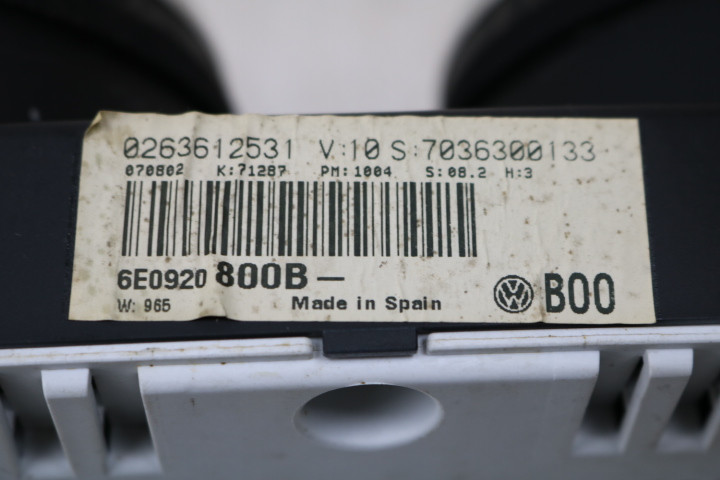 0263612531 V:10 S:7036300133
070802 K:71287 PM:1004 S:08.2 H:3
6E0920 800B —
W: 965 Made in Spain B00